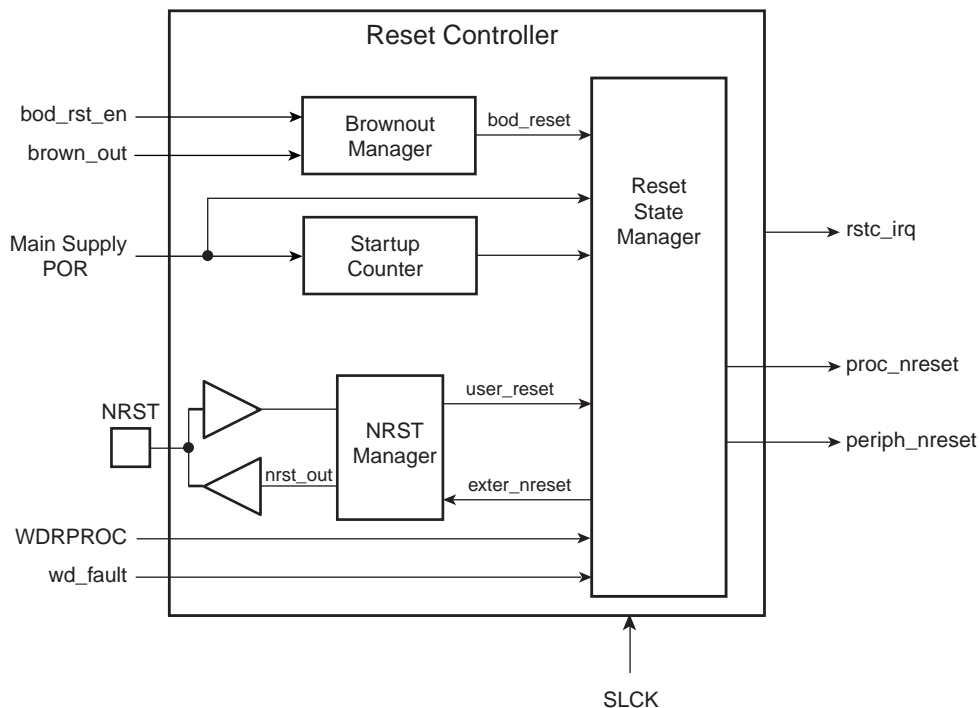 Reset Controller
bod_rst_en
brown_out
Brownout
Manager
bod_reset
Main Supply
POR
Startup
Counter
Reset
State
Manager
rstc_irq
proc_nreset
periph_nreset
NRST
NRST
Manager
user_reset
nrst_out
exter_nreset
WDRPROC
wd_fault
SLCK